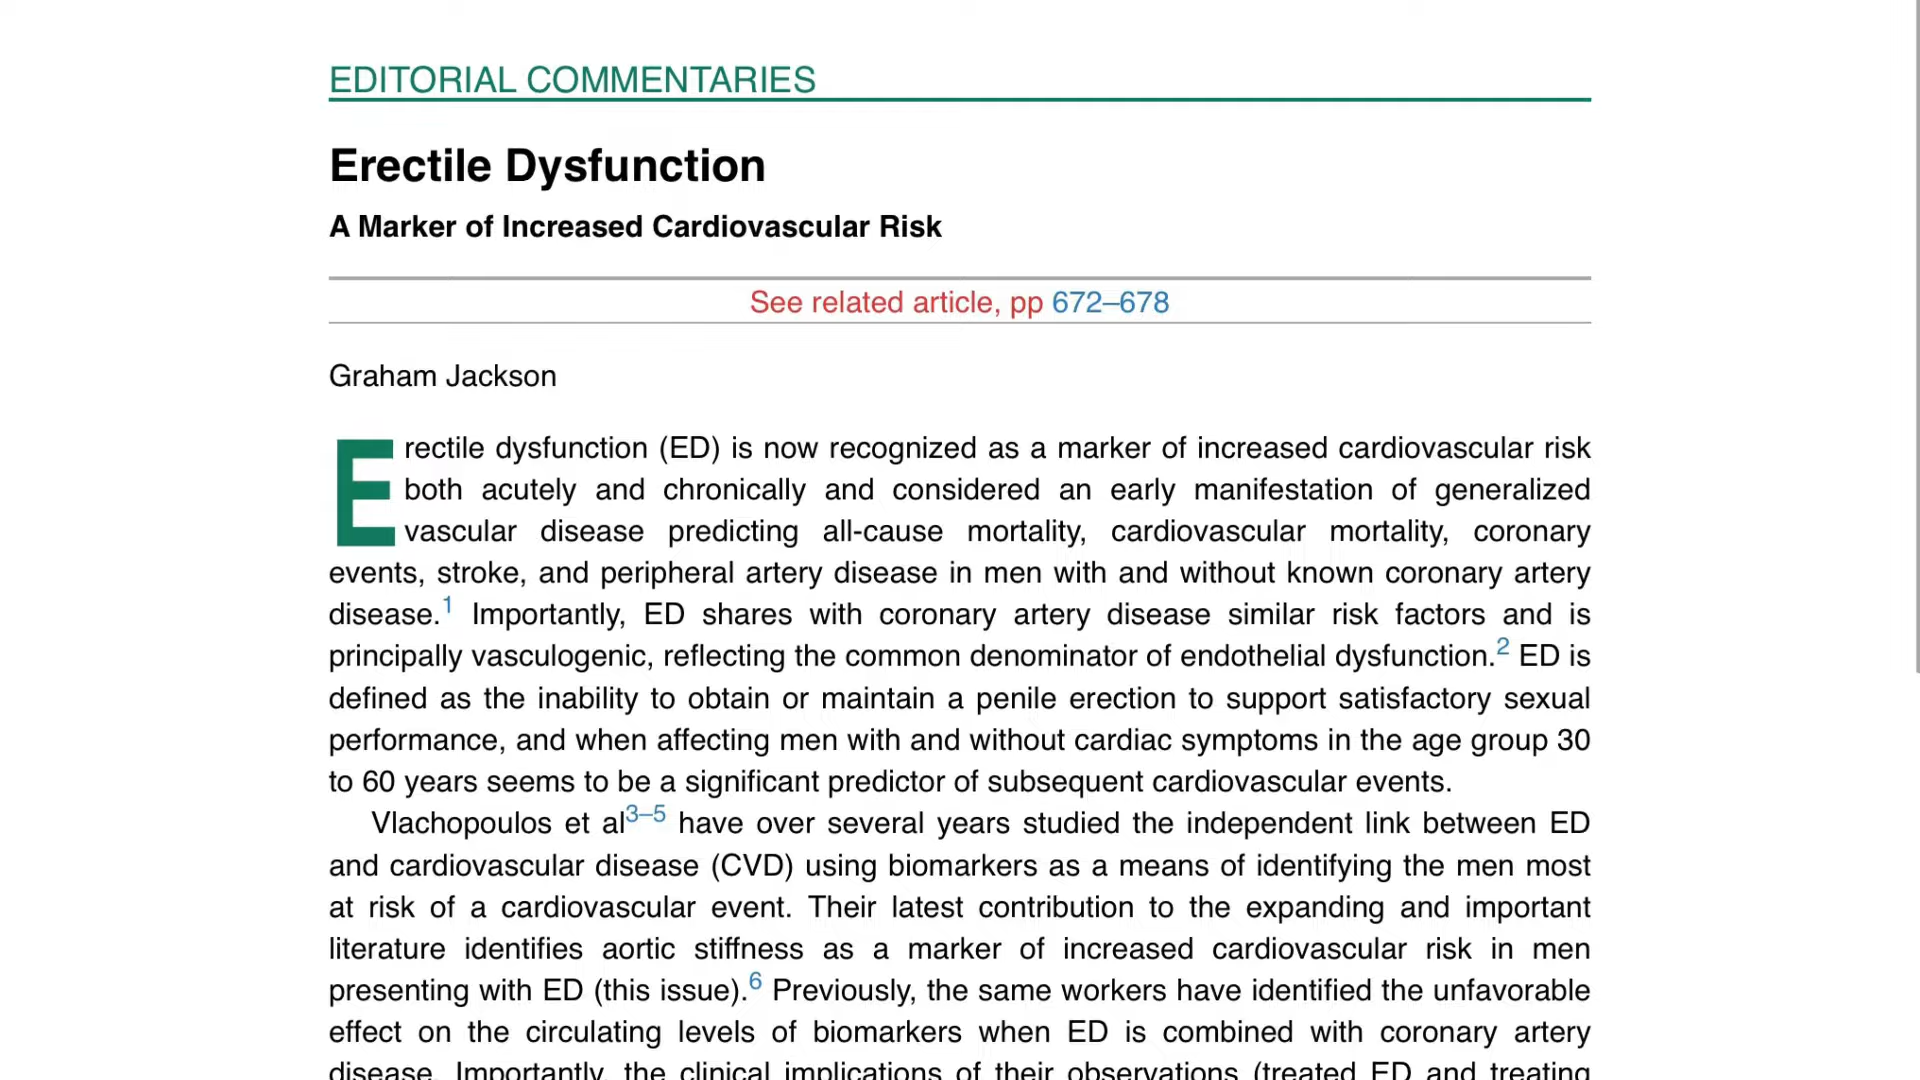 EDITORIAL COMMENTARIES
Erectile Dysfunction
A Marker of Increased Cardiovascular Risk
See related article, pp 672–678
Graham Jackson
Erectile dysfunction (ED) is now recognized as a marker of increased cardiovascular risk
both acutely and chronically and considered an early manifestation of generalized
vascular disease predicting all-cause mortality, cardiovascular mortality, coronary
events, stroke, and peripheral artery disease in men with and without known coronary artery
disease.1 Importantly, ED shares with coronary artery disease similar risk factors and is
principally vasculogenic, reflecting the common denominator of endothelial dysfunction.2 ED is
defined as the inability to obtain or maintain a penile erection to support satisfactory sexual
performance, and when affecting men with and without cardiac symptoms in the age group 30
to 60 years seems to be a significant predictor of subsequent cardiovascular events.
Vlachopoulos et al3–5 have over several years studied the independent link between ED
and cardiovascular disease (CVD) using biomarkers as a means of identifying the men most
at risk of a cardiovascular event. Their latest contribution to the expanding and important
literature identifies aortic stiffness as a marker of increased cardiovascular risk in men
presenting with ED (this issue).6 Previously, the same workers have identified the unfavorable
effect on the circulating levels of biomarkers when ED is combined with coronary artery
disease. Importantly, the clinical implications of their observations (treated ED and treating